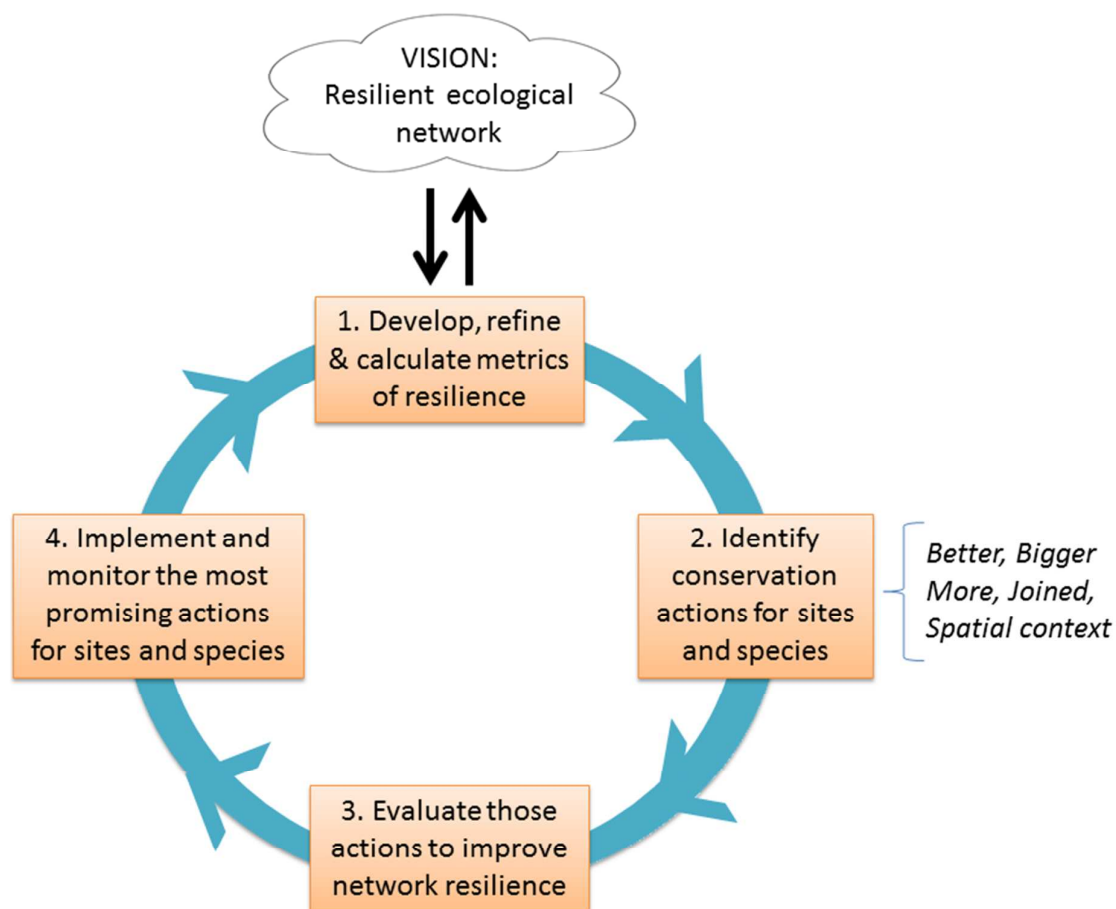 VISION:
Resilient ecological
network
1. Develop, refine
& calculate metrics
of resilience
2. Identify
conservation
actions for sites
and species
Better, Bigger
More, Joined,
Spatial context
3. Evaluate those
actions to improve
network resilience
4. Implement and
monitor the most
promising actions
for sites and species